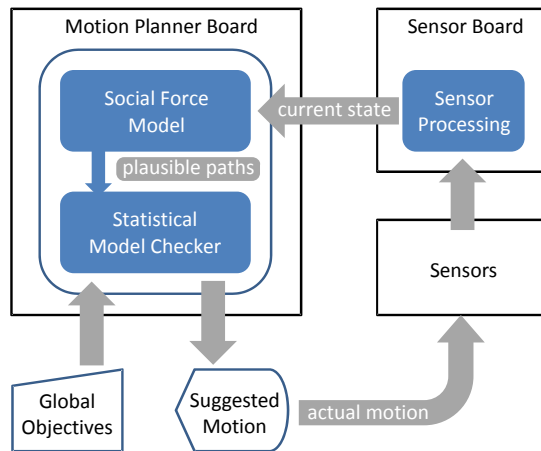 Motion Planner Board
Sensor Board
Social Force
Model
current state
Sensor
Processing
plausible paths
Statistical
Model Checker
Sensors
Global
Objectives
Suggested
Motion
actual motion